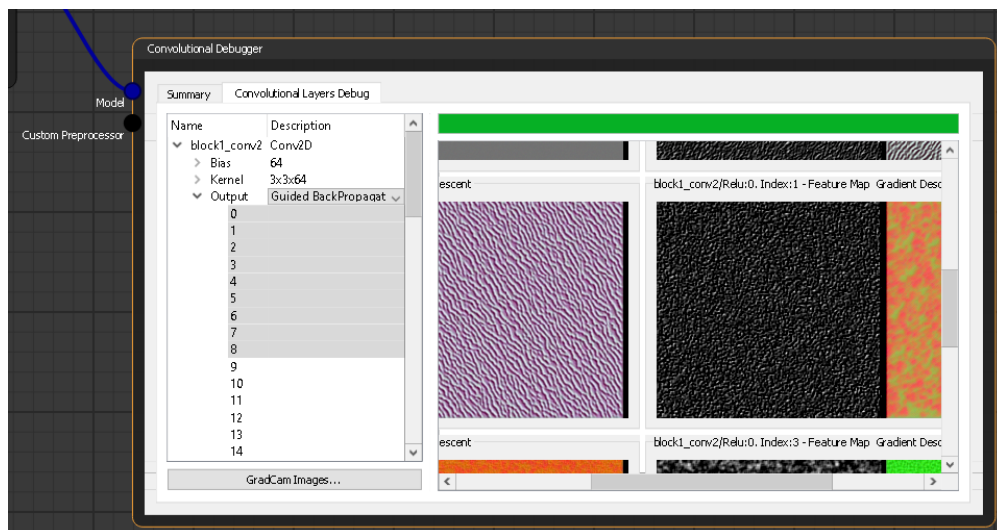 Convolutional Debugger
Model
Custom Preprocessor
Summary
Convolutional Layers Debug
Name Description
block1_conv2 Conv2D
Bias 64
Kernel 3x3x64
Output Guided BackPropagat
0
1
2
3
4
5
6
7
8
9
10
11
12
13
14
GradCam Images...
escent
block1_conv2/Relu:0. Index:1 - Feature Map Gradient Desc
escent
block1_conv2/Relu:0. Index:3 - Feature Map Gradient Desc